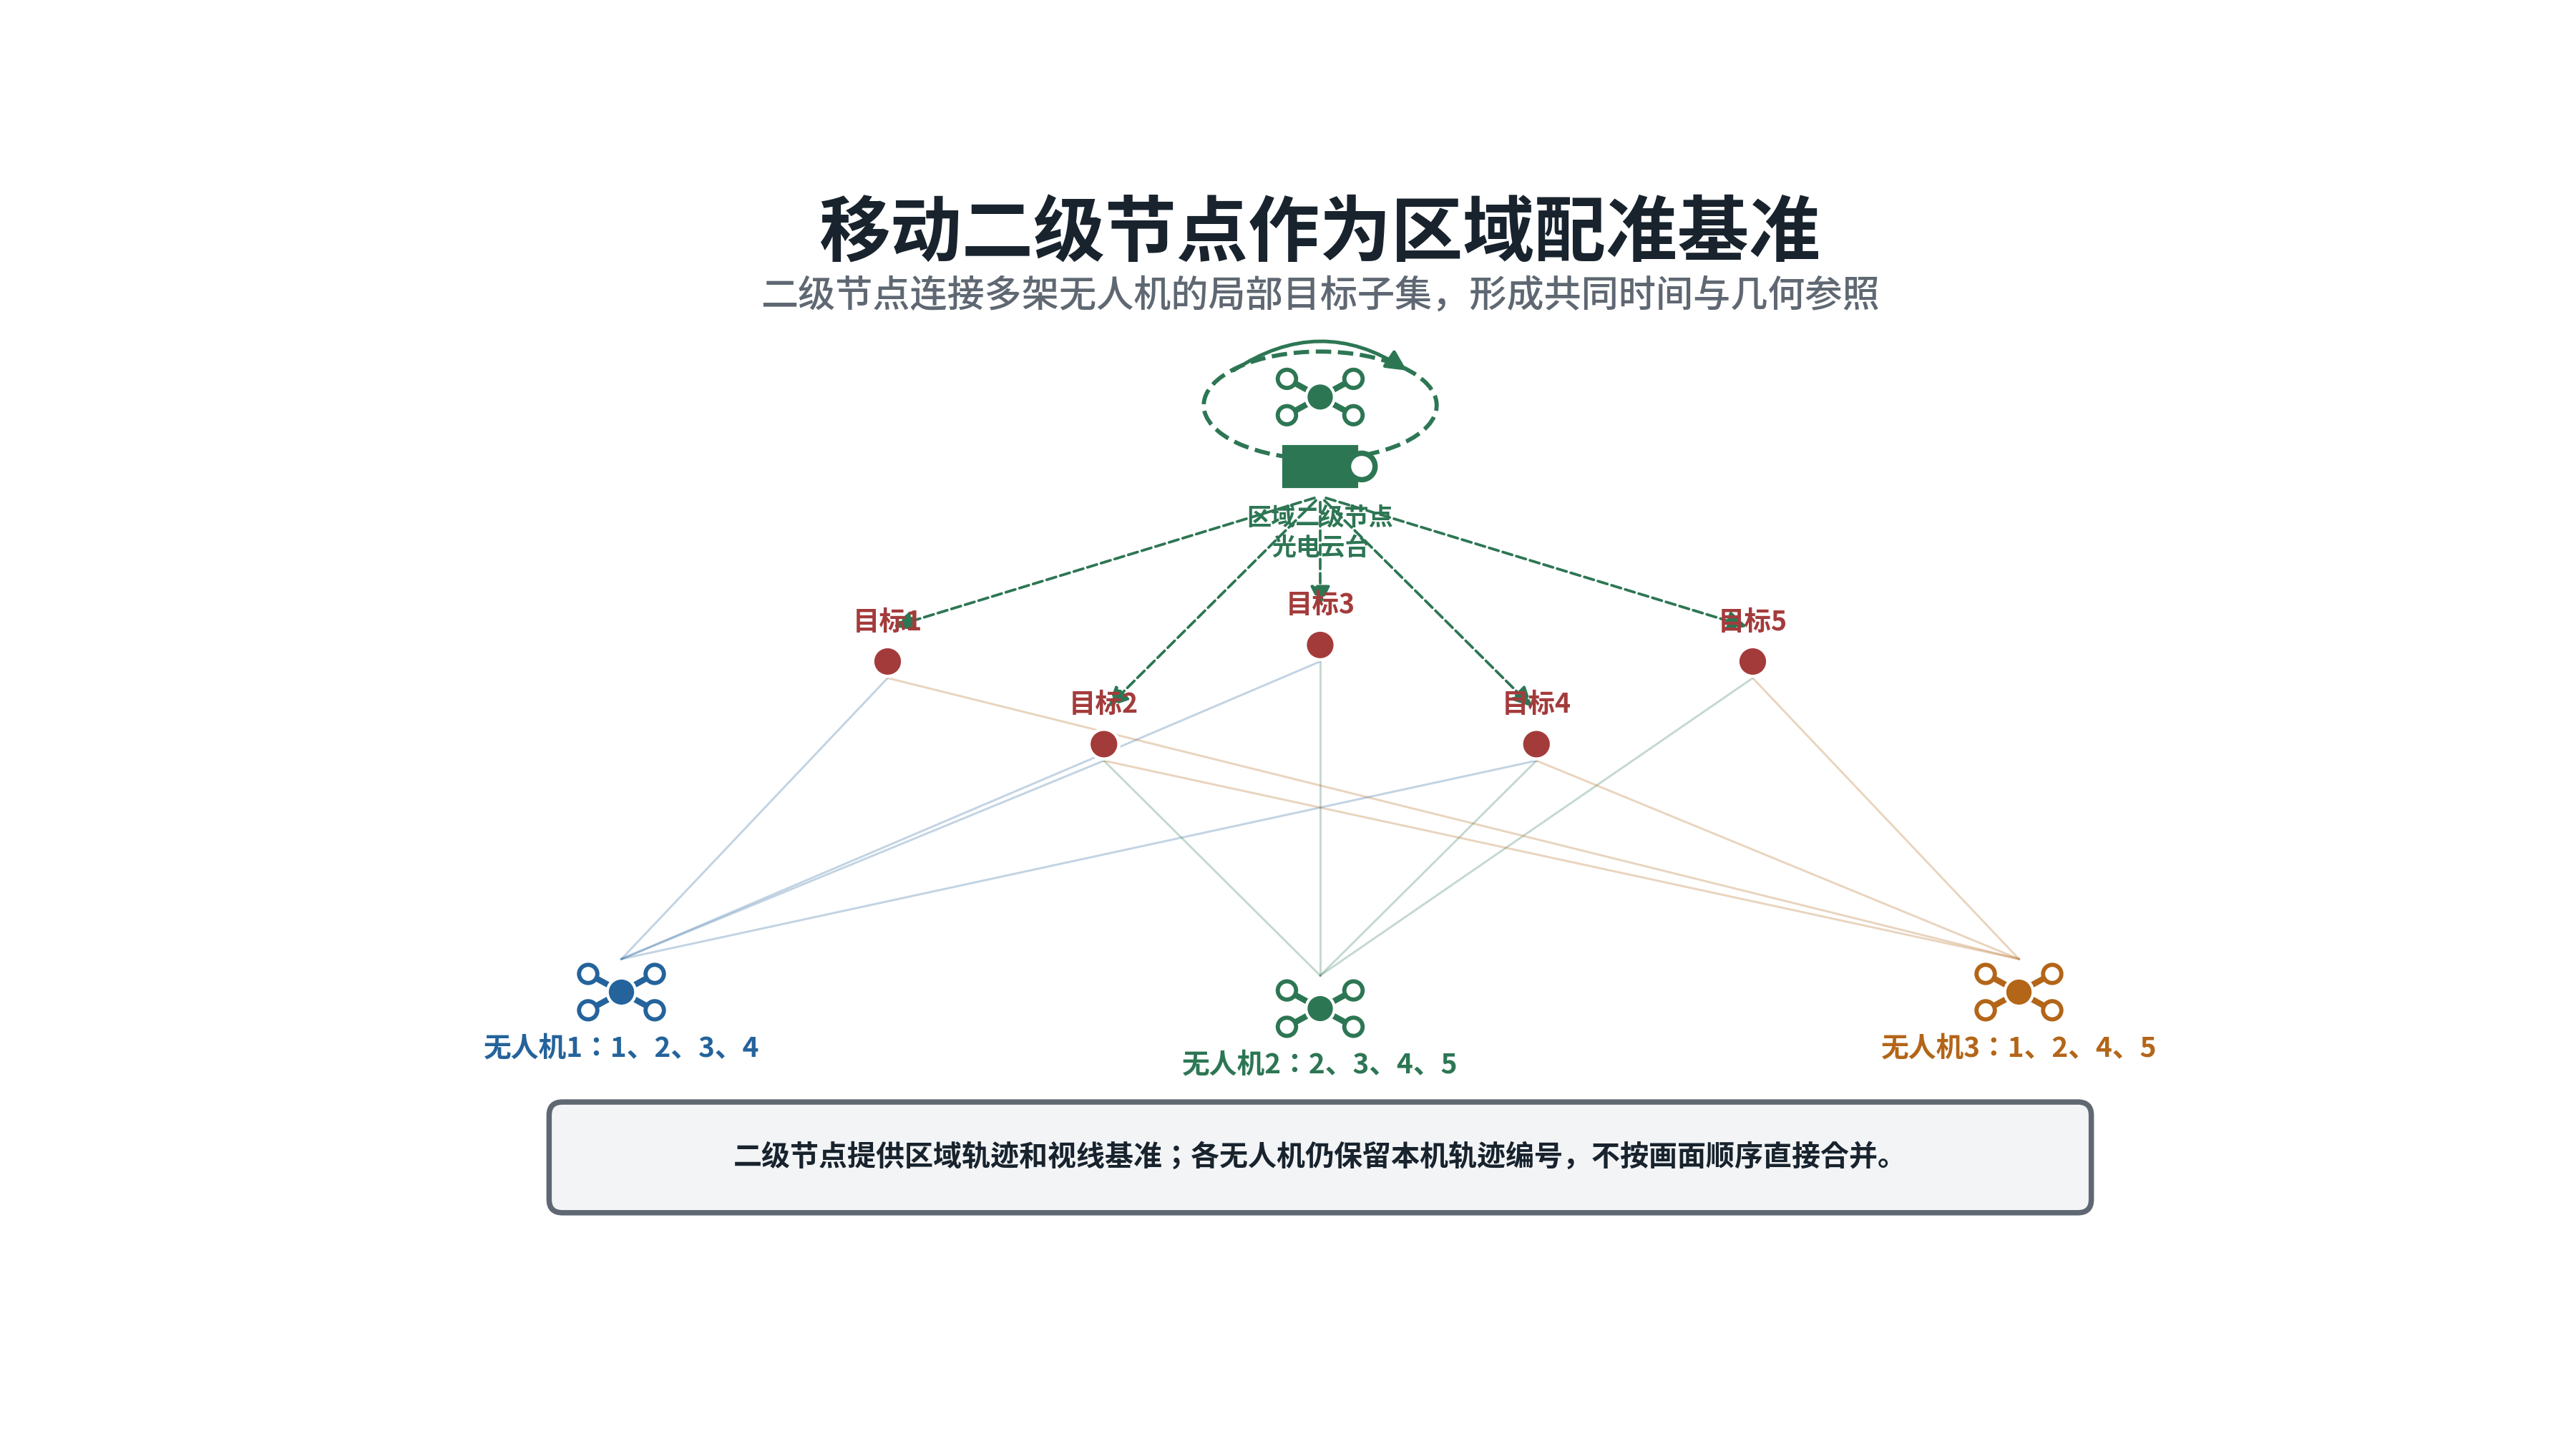 移动二级节点作为区域配准基准
二级节点连接多架无人机的局部目标子集，形成共同时间与几何参照
区域二级节点
光电云台
目标1
目标3
目标5
目标2
目标4
无人机1：1、2、3、4
无人机2：2、3、4、5
无人机3：1、2、4、5
二级节点提供区域轨迹和视线基准；各无人机仍保留本机轨迹编号，不按画面顺序直接合并。